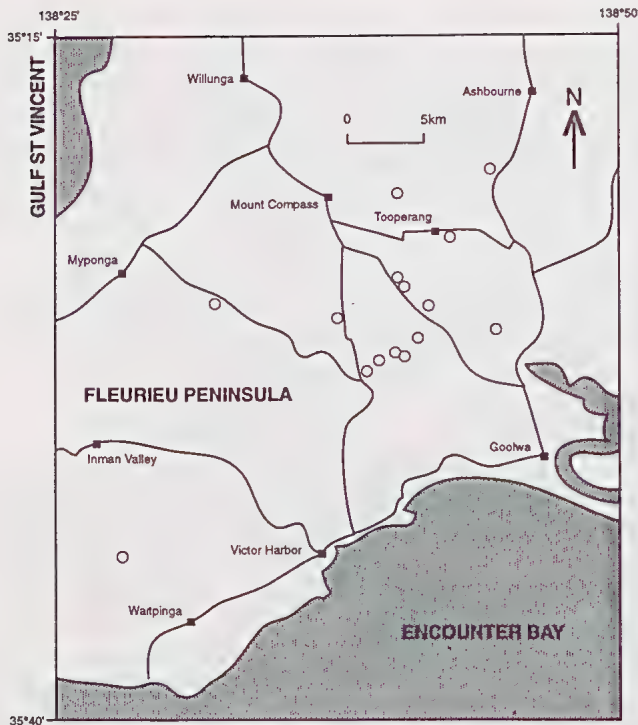 138°25'
138°50'
35°15'
Willunga
Ashbourne
N
0 5km
GULF ST VINCENT
Mount Compass
Tooperang
Myponga
FLEURIEU PENINSULA
Goolwa
Inman Valley
Victor Harbor
Waitpinga
ENCOUNTER BAY
35°40'